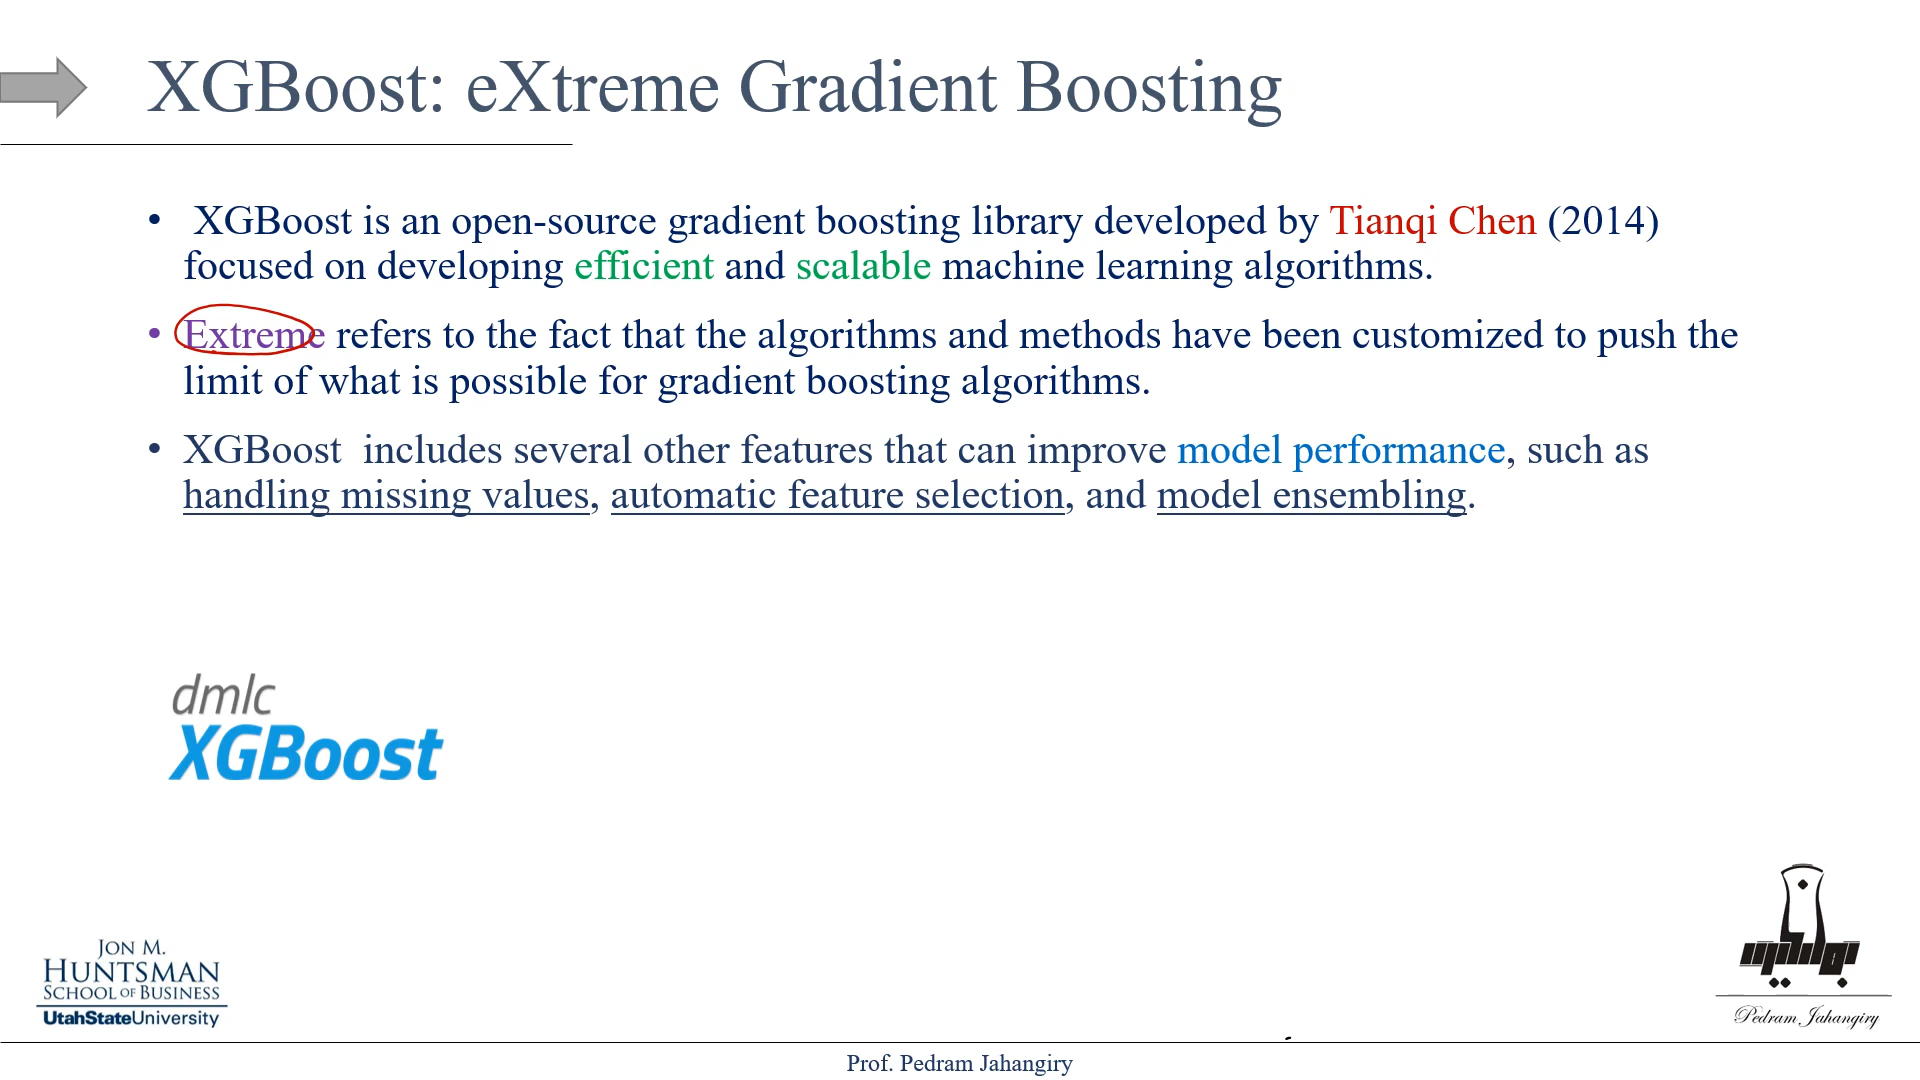 XGBoost: eXtreme Gradient Boosting
• XGBoost is an open-source gradient boosting library developed by Tianqi Chen (2014)
focused on developing efficient and scalable machine learning algorithms.
• Extreme refers to the fact that the algorithms and methods have been customized to push the
limit of what is possible for gradient boosting algorithms.
• XGBoost includes several other features that can improve model performance, such as
handling missing values, automatic feature selection, and model ensembling.
dmlc
XGBoost
JON M.
HUNTSMAN
SCHOOL OF BUSINESS
UtahStateUniversity
Pedram Jahangiry
Prof. Pedram Jahangiry